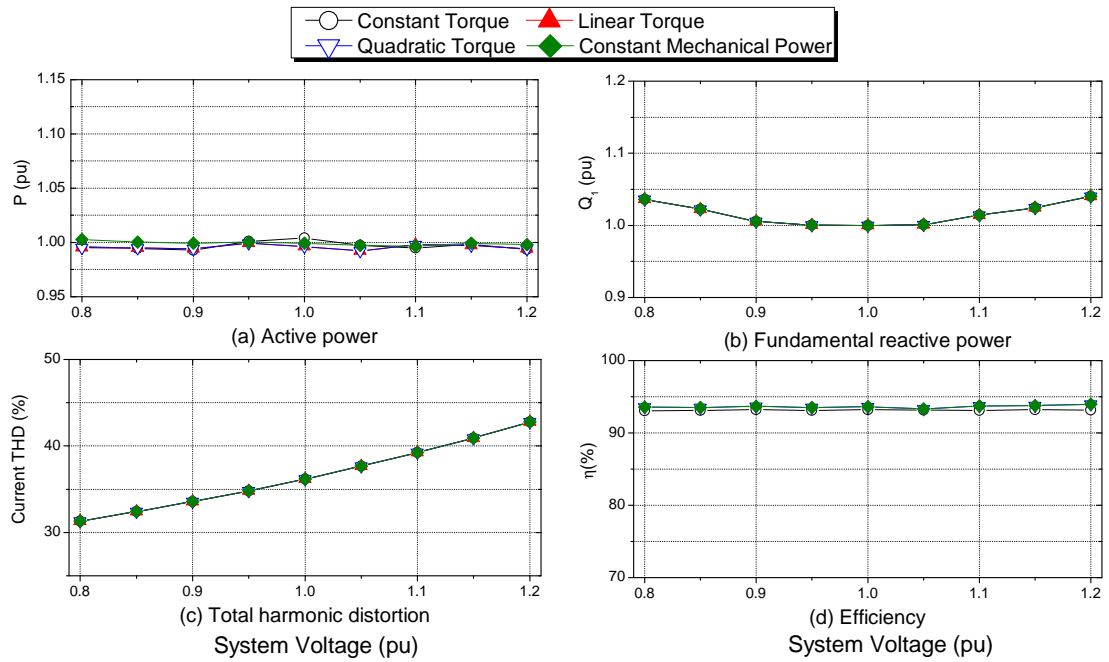 Constant Torque Linear Torque
Quadratic Torque Constant Mechanical Power
1.15
1.10
1.05
1.00
0.95
P (pu)
0.8 0.9 1.0 1.1 1.2
(a) Active power
1.2
1.1
1.0
0.9
Q1 (pu)
0.8 0.9 1.0 1.1 1.2
(b) Fundamental reactive power
50
40
30
Current THD (%)
0.8 0.9 1.0 1.1 1.2
(c) Total harmonic distortion
System Voltage (pu)
100
90
80
70
η(%)
0.8 0.9 1.0 1.1 1.2
(d) Efficiency
System Voltage (pu)